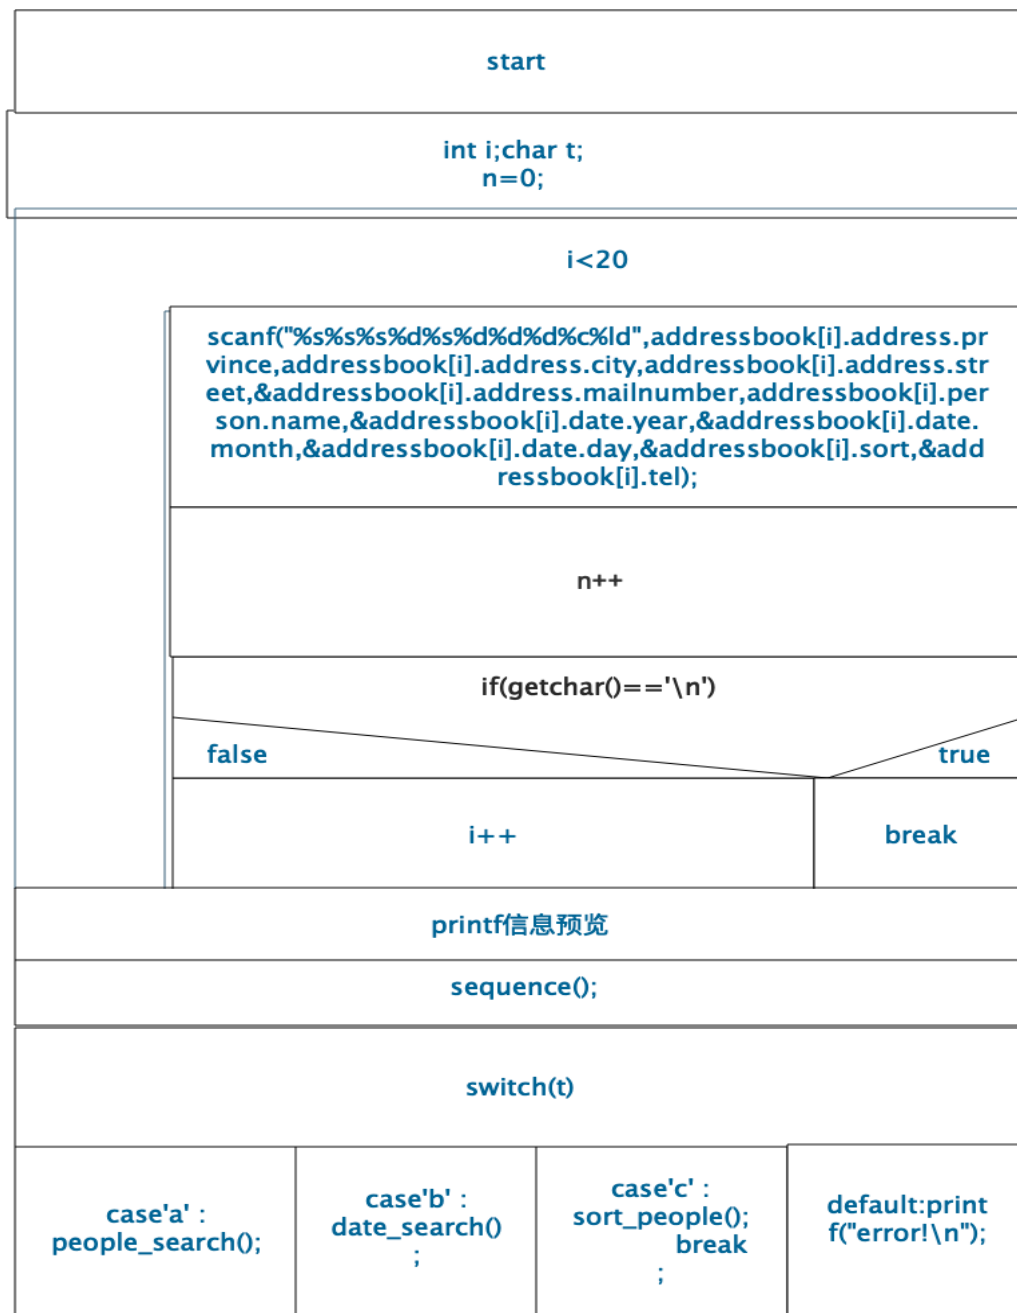 start
int i;char t;
n=0;
i<20
scanf("%s%s%s%d%s%d%d%d%c%ld",addressbook[i].address.pr
vince,addressbook[i].address.city,addressbook[i].address.str
eet,&addressbook[i].address.mailnumber,addressbook[i].per
son.name,&addressbook[i].date.year,&addressbook[i].date.
month,&addressbook[i].date.day,&addressbook[i].sort,&add
ressbook[i].tel);
n++
if(getchar()=='\n')
false
true
i++
break
printf信息预览
sequence();
switch(t)
case'a' :
people_search();
case'b' :
date_search()
;
case'c' :
sort_people();
break
;
default:print
f("error!\n");